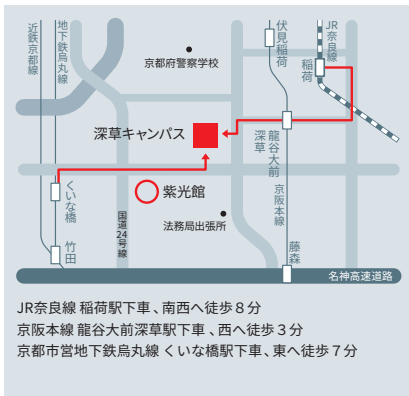 近鉄京都線
地下鉄烏丸線
京都府警察学校
伏見稲荷
JR奈良線
稲荷
深草キャンパス
龍谷大前
深草
京阪本線
くいな橋
紫光館
国道24号線
法務局出張所
竹田
藤森
名神高速道路
JR奈良線 稲荷駅下車、南西へ徒歩８分
京阪本線 龍谷大前深草駅下車、西へ徒歩３分
京都市営地下鉄烏丸線 くいな橋駅下車、東へ徒歩７分